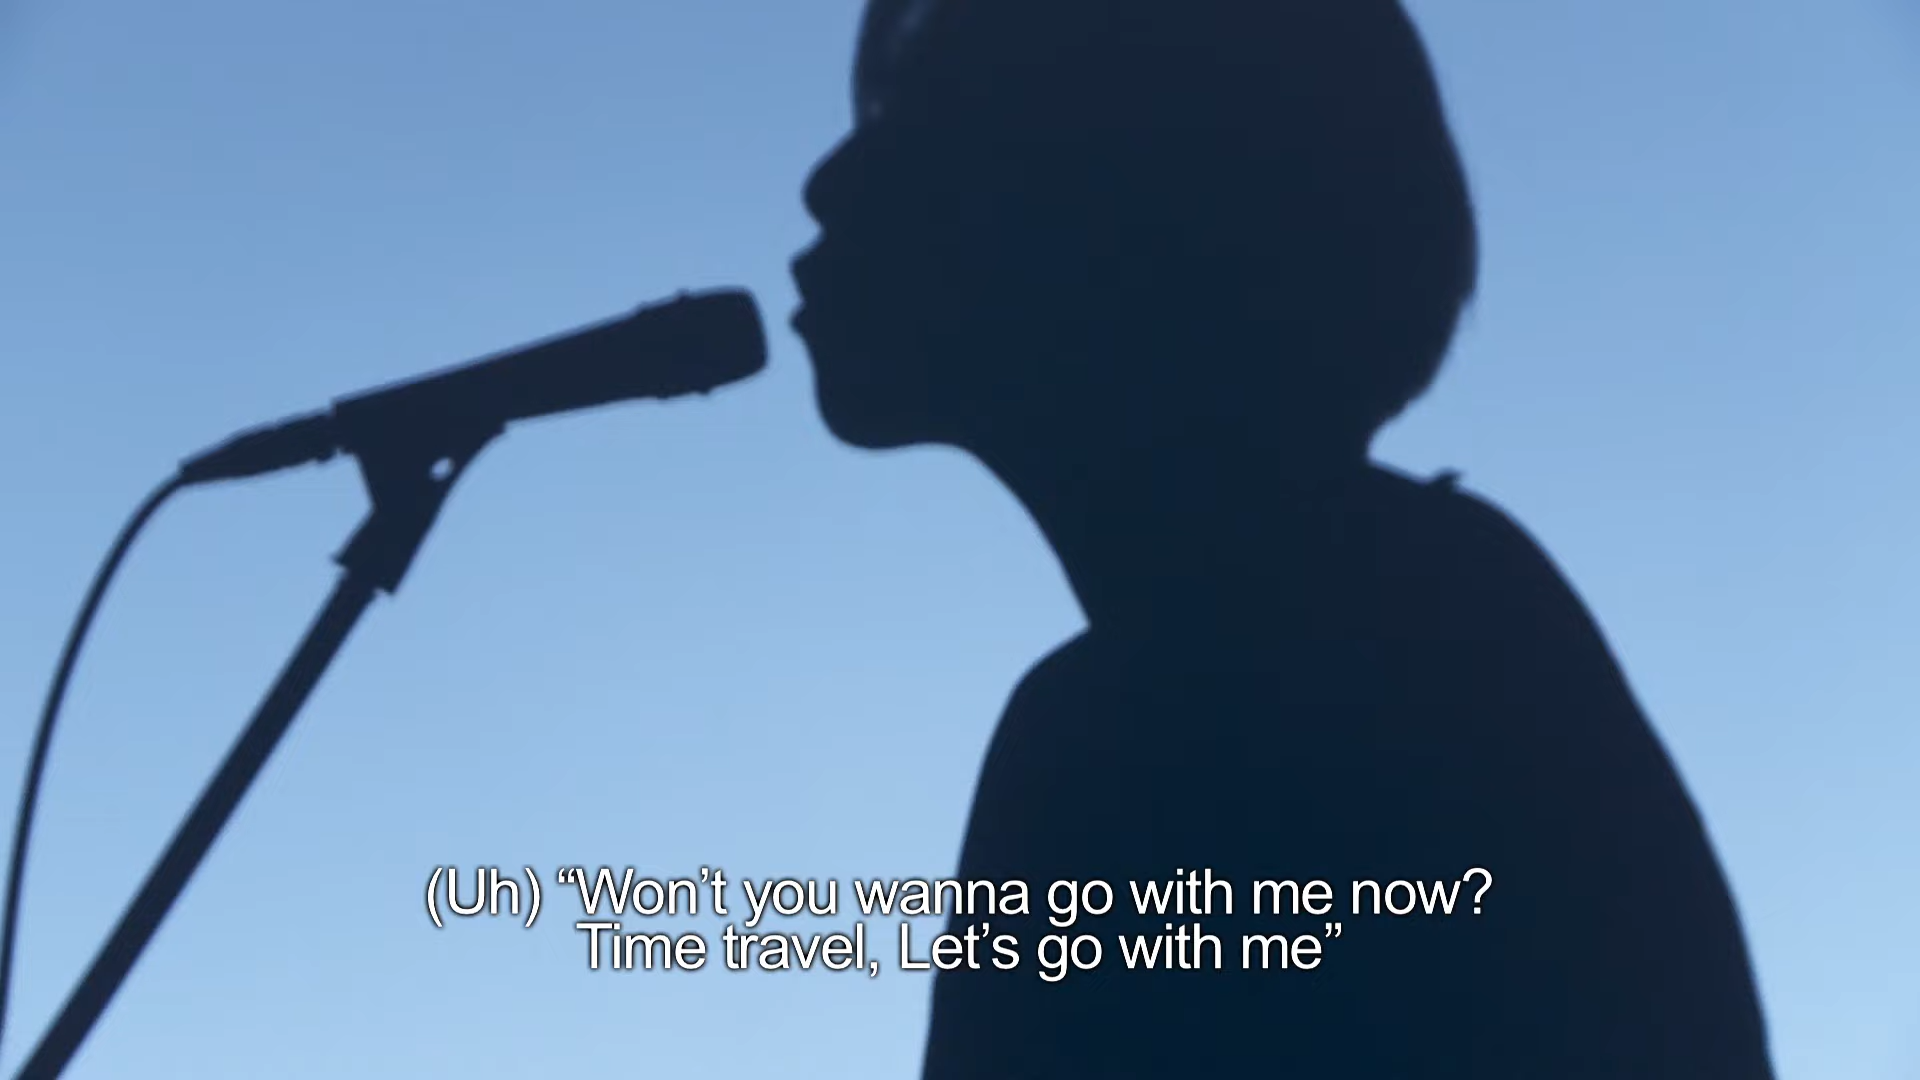 (Uh) “Won’t you wanna go with me now?
Time travel, Let’s go with me”